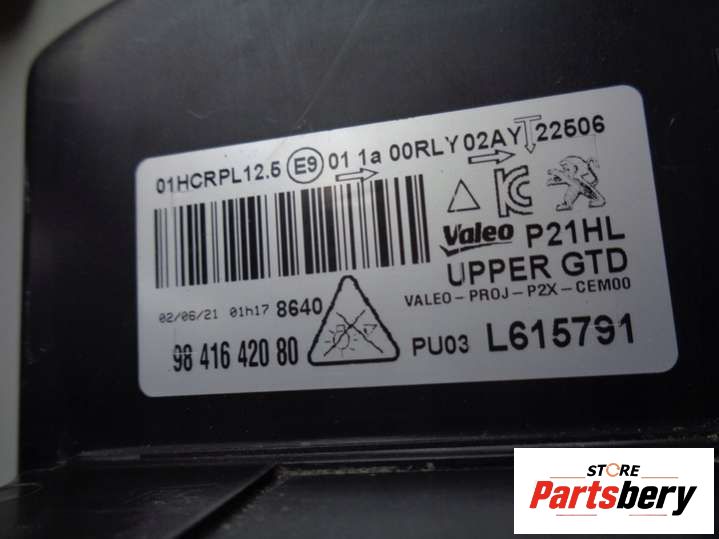 01HCRPL12.5 E9 01 1a 00RLY 02AY 22506
KC
Valeo P21HL
UPPER GTD
VALEO-PROJ-P2X-CEM00
02/06/21 01h17 8640
98 416 420 80
PU03 L615791
STORE
Partsbery